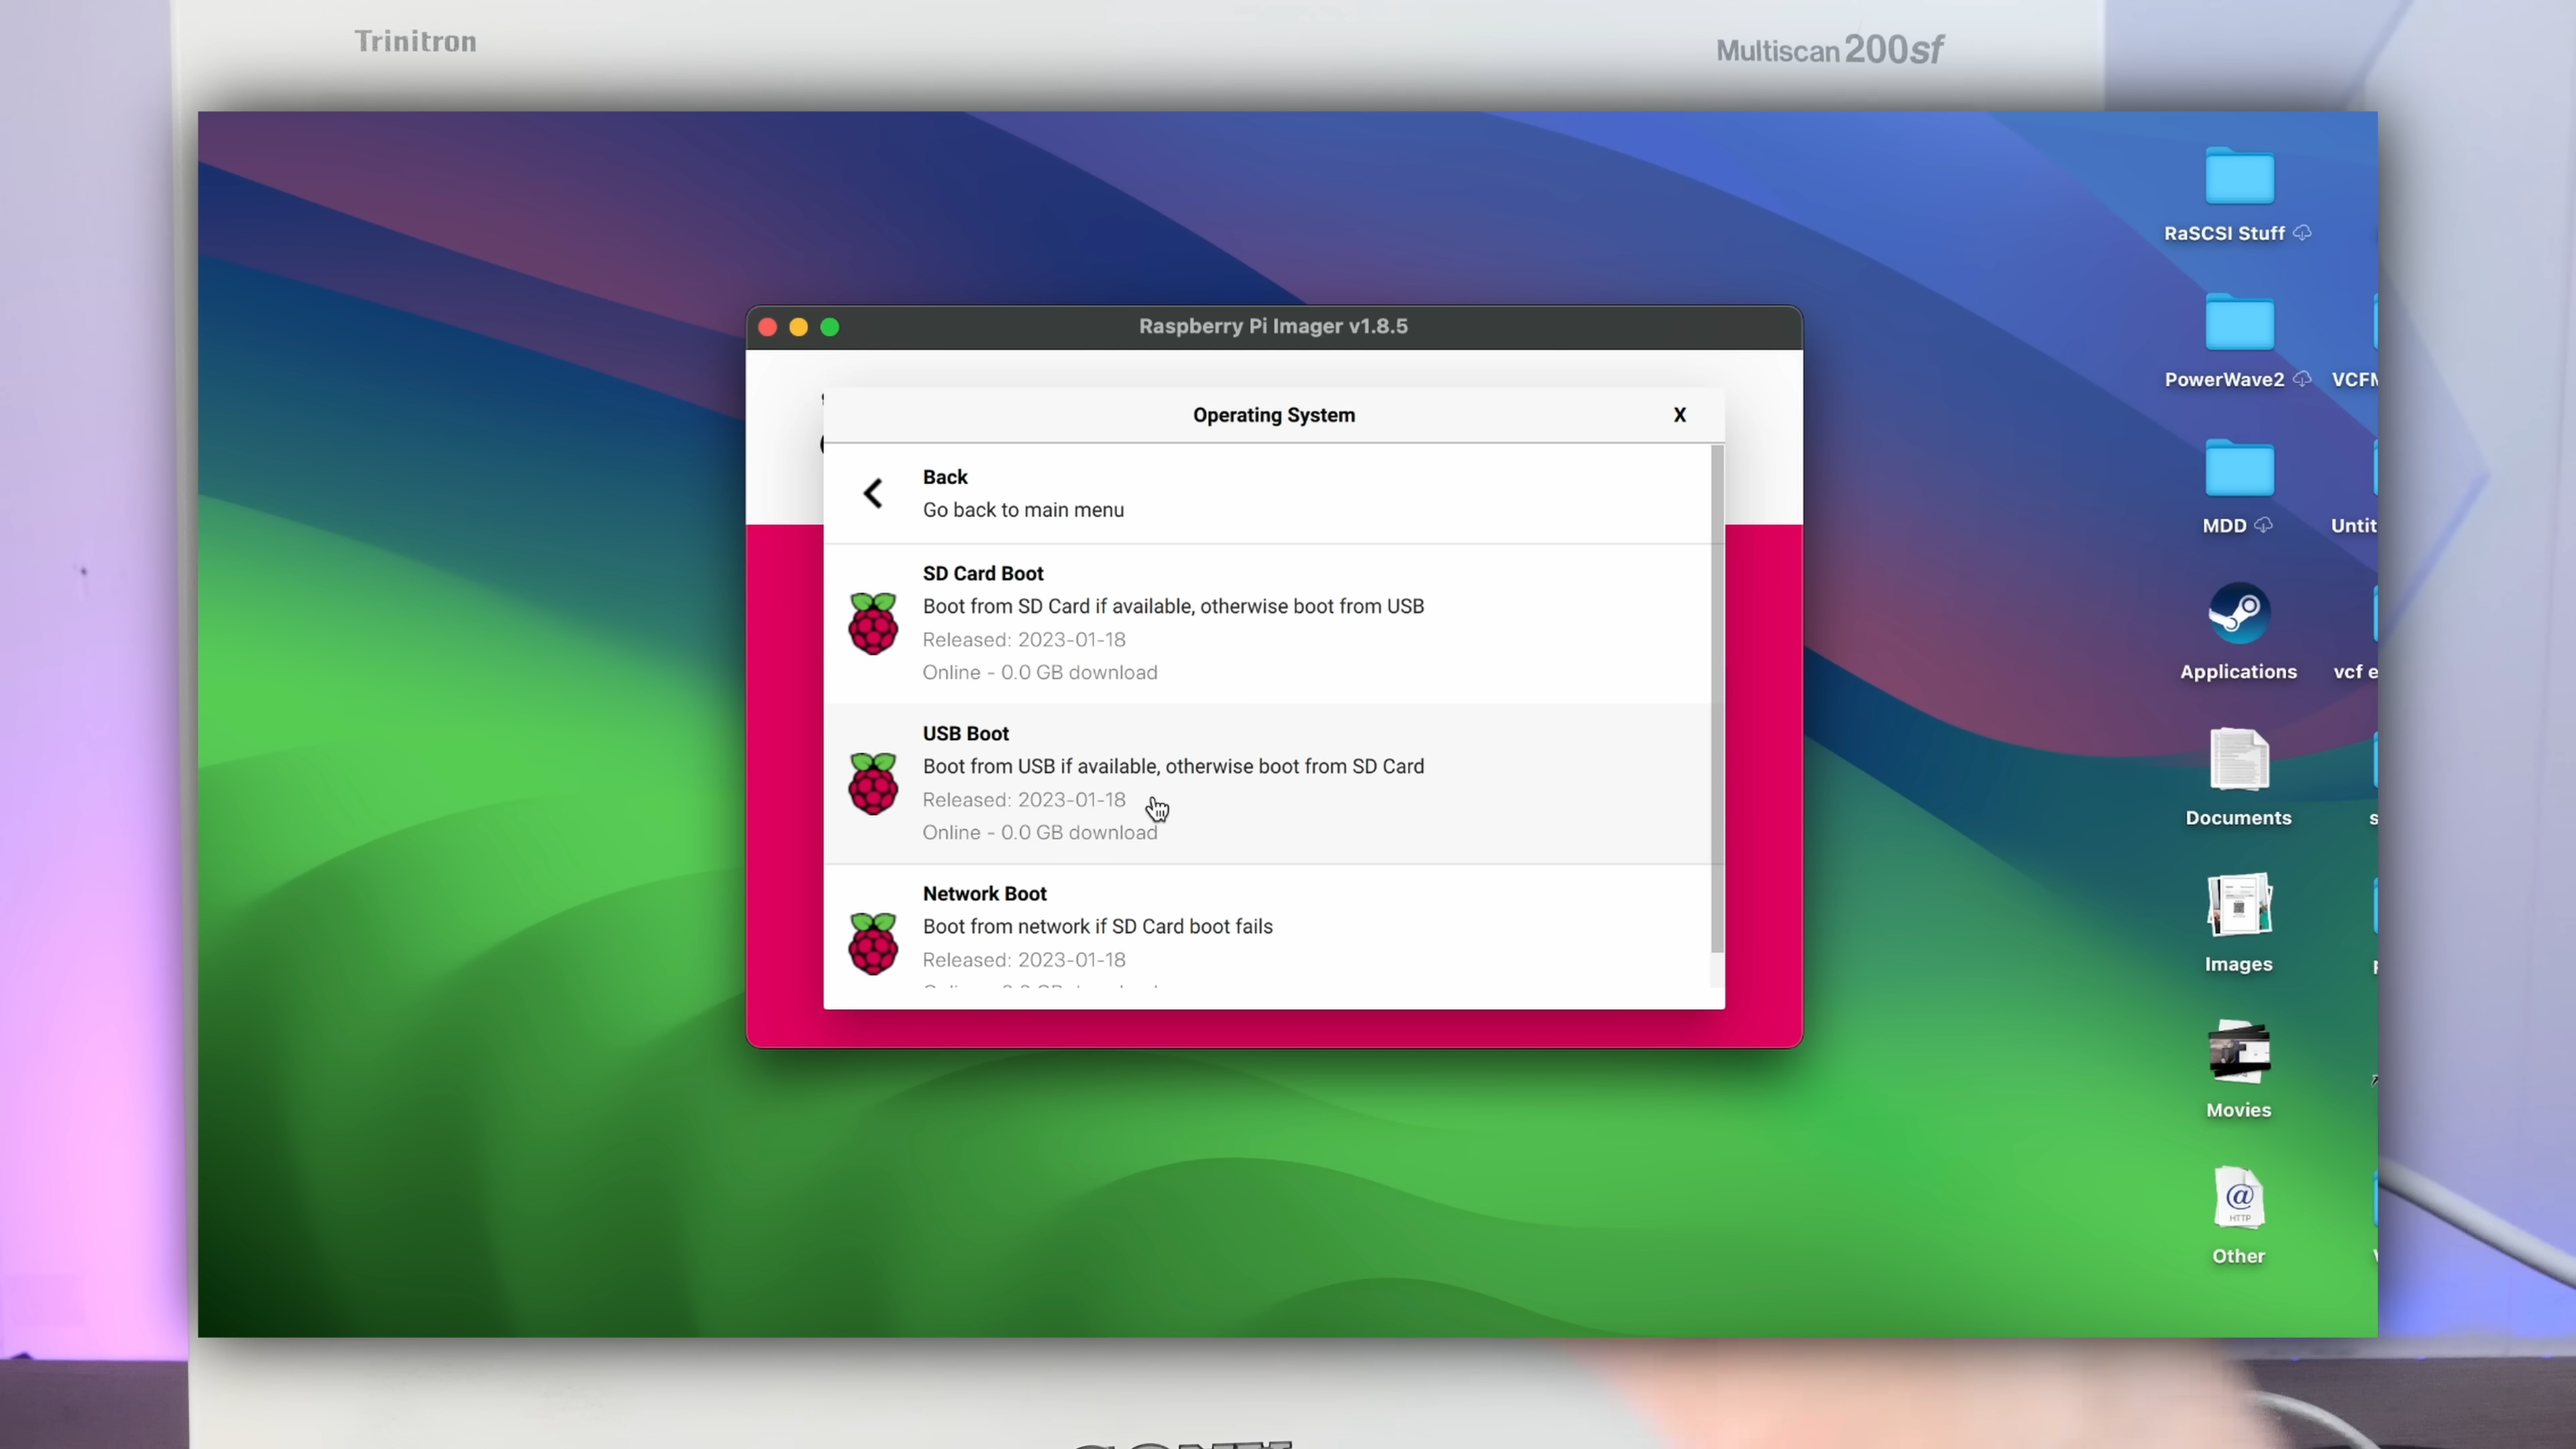 Trinitron
Multiscan 200sf
Raspberry Pi Imager v1.8.5
Operating System
X
Back
Go back to main menu
SD Card Boot
Boot from SD Card if available, otherwise boot from USB
Released: 2023-01-18
Online - 0.0 GB download
USB Boot
Boot from USB if available, otherwise boot from SD Card
Released: 2023-01-18
Online - 0.0 GB download
Network Boot
Boot from network if SD Card boot fails
Released: 2023-01-18
RaSCSI Stuff
PowerWave2
VCFM
MDD
Untit
Applications
vcf e
Documents
s
Images
Movies
@
HTTP
Other
SONY